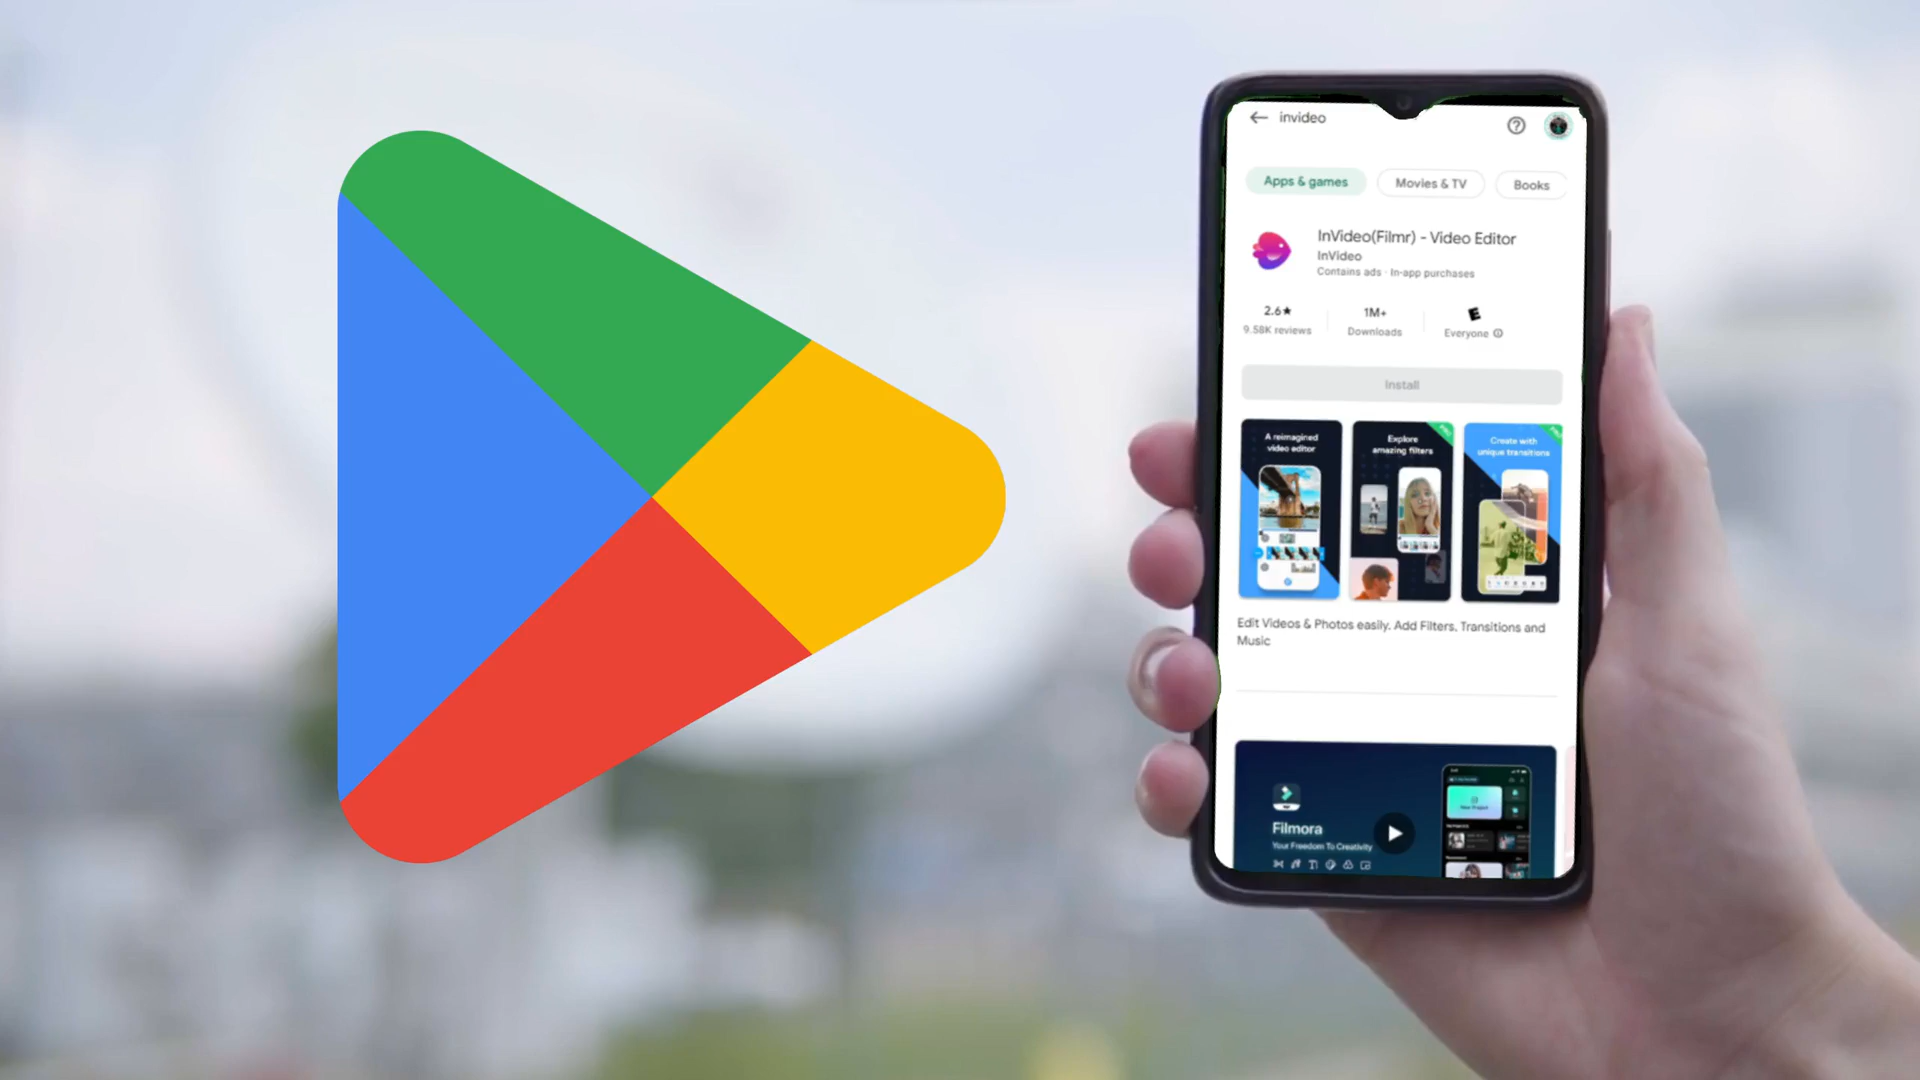 invideo
Apps & games
Movies & TV
Books
InVideo(Filmr) - Video Editor
InVideo
Contains ads · In-app purchases
2.6★
9.58K reviews
1M+
Downloads
E
Everyone
Install
A reimagined
video editor
Explore
amazing filters
Create with
unique transitions
Edit Videos & Photos easily. Add Filters, Transitions and
Music
Filmora
Your Freedom To Creativity